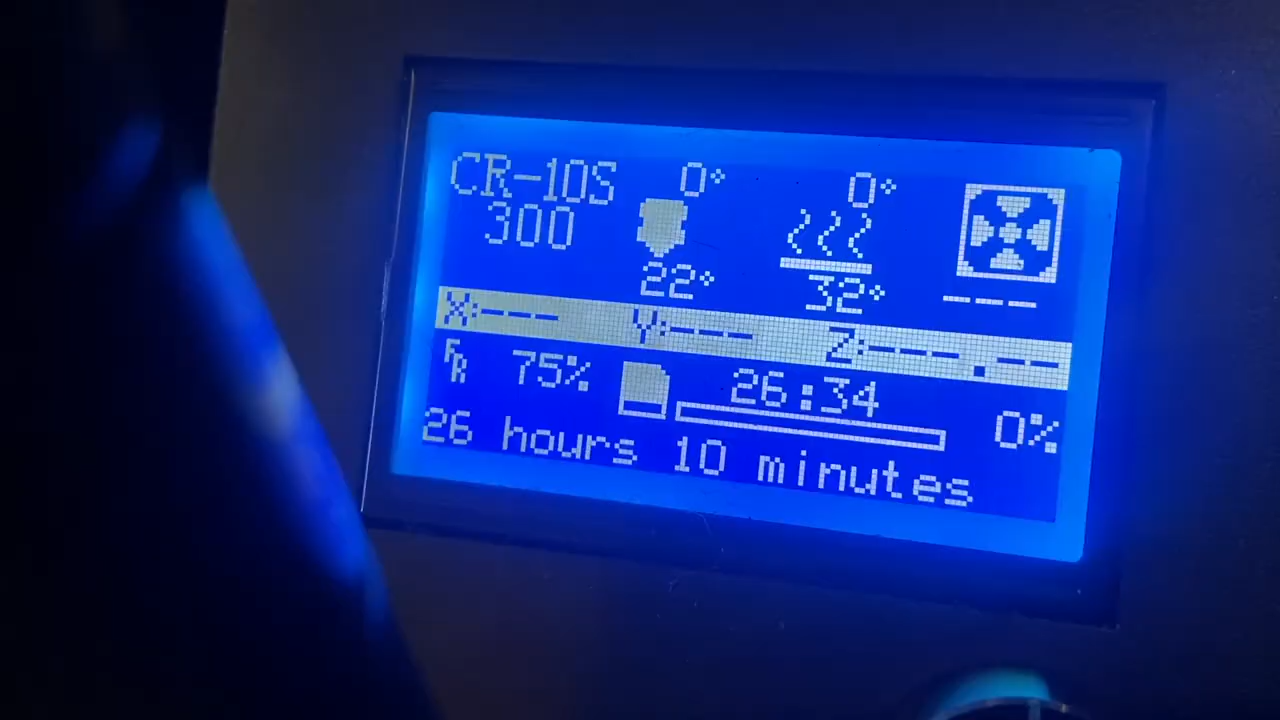 CR-10S 0° 0°
300
22° 32° ----
X:--- Y:--- Z:---.--
FR 75% 26:34 0%
26 hours 10 minutes